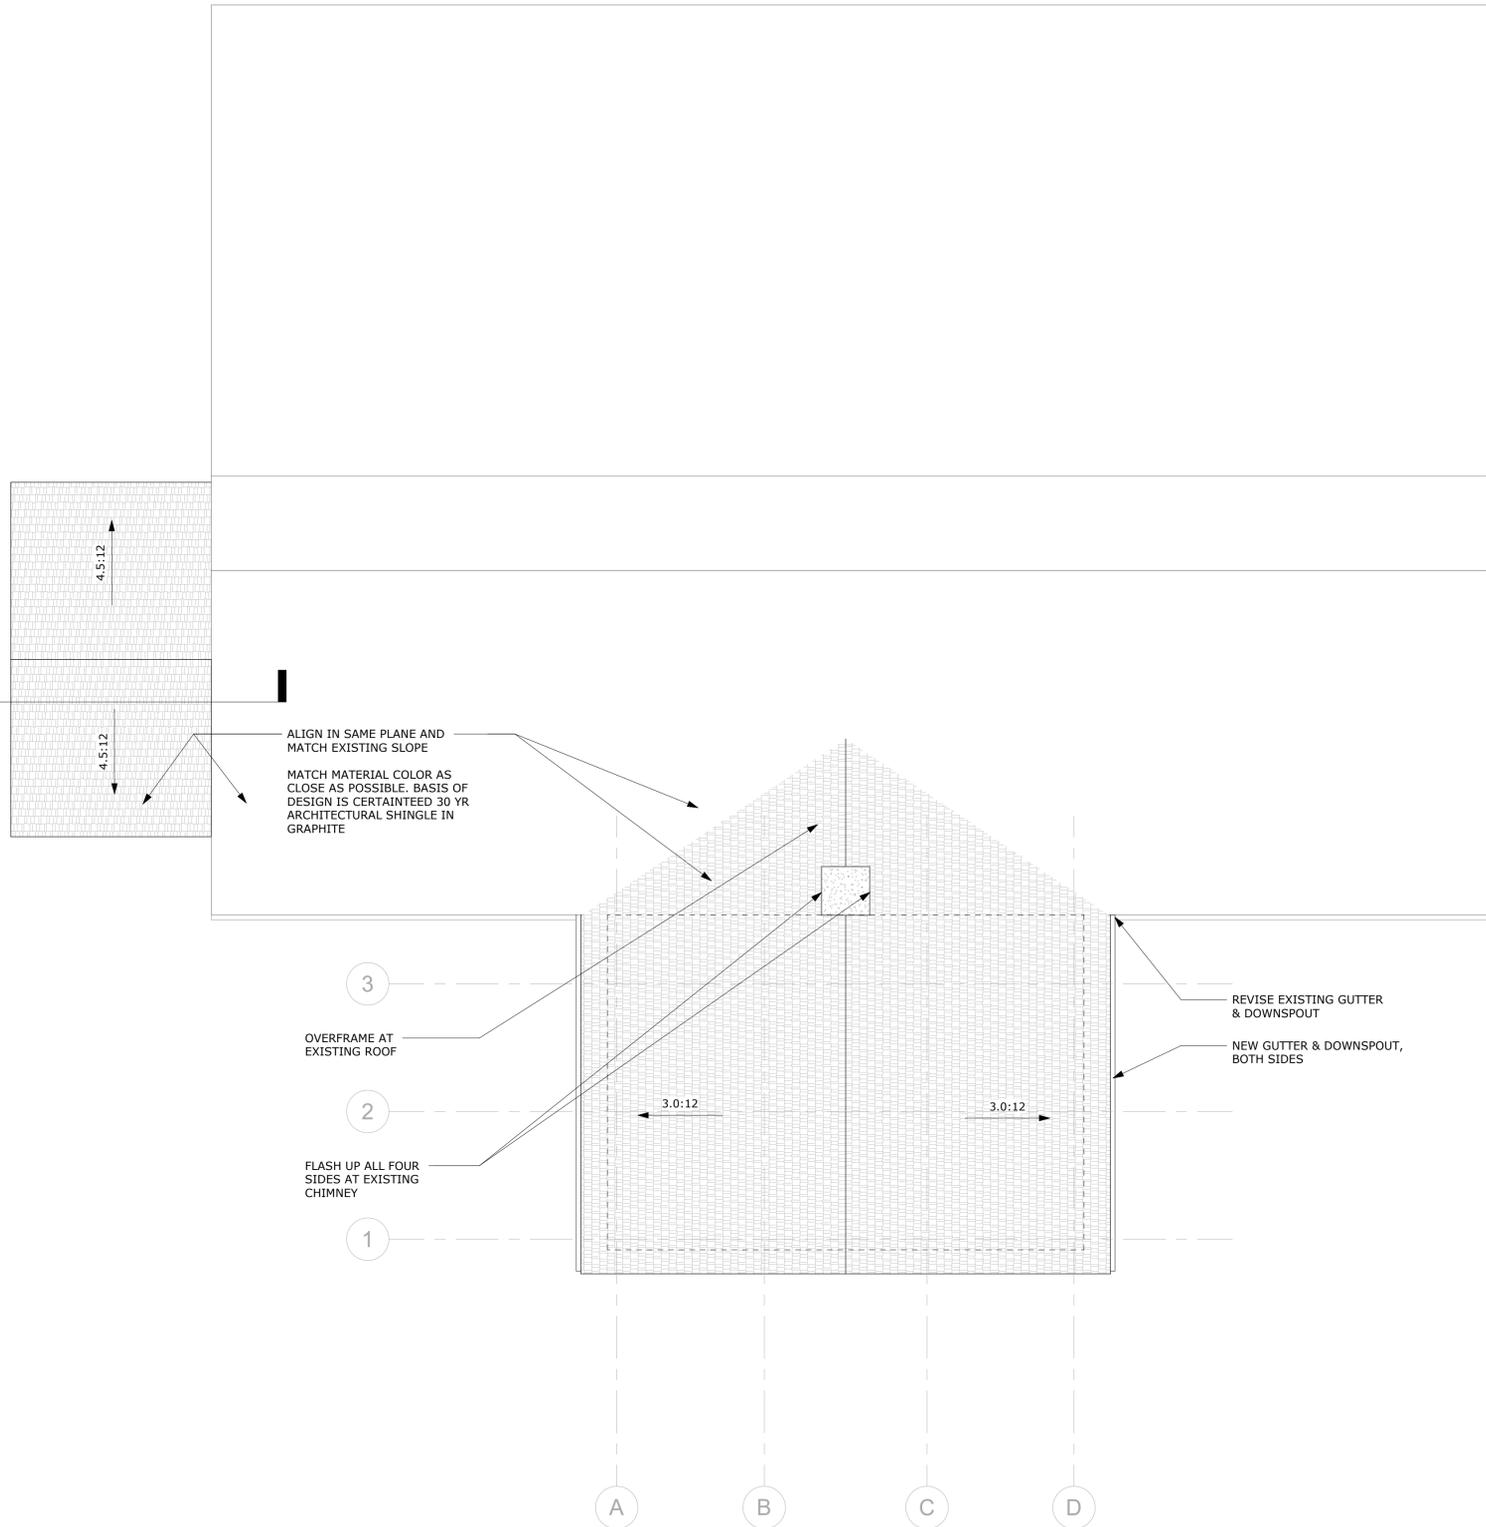 4.5:12
4.5:12
ALIGN IN SAME PLANE AND
MATCH EXISTING SLOPE
MATCH MATERIAL COLOR AS
CLOSE AS POSSIBLE. BASIS OF
DESIGN IS CERTAINTEED 30 YR
ARCHITECTURAL SHINGLE IN
GRAPHITE
3
REVISE EXISTING GUTTER
& DOWNSPOUT
OVERFRAME AT
EXISTING ROOF
NEW GUTTER & DOWNSPOUT,
BOTH SIDES
2
3.0:12
3.0:12
FLASH UP ALL FOUR
SIDES AT EXISTING
CHIMNEY
1
A
B
C
D